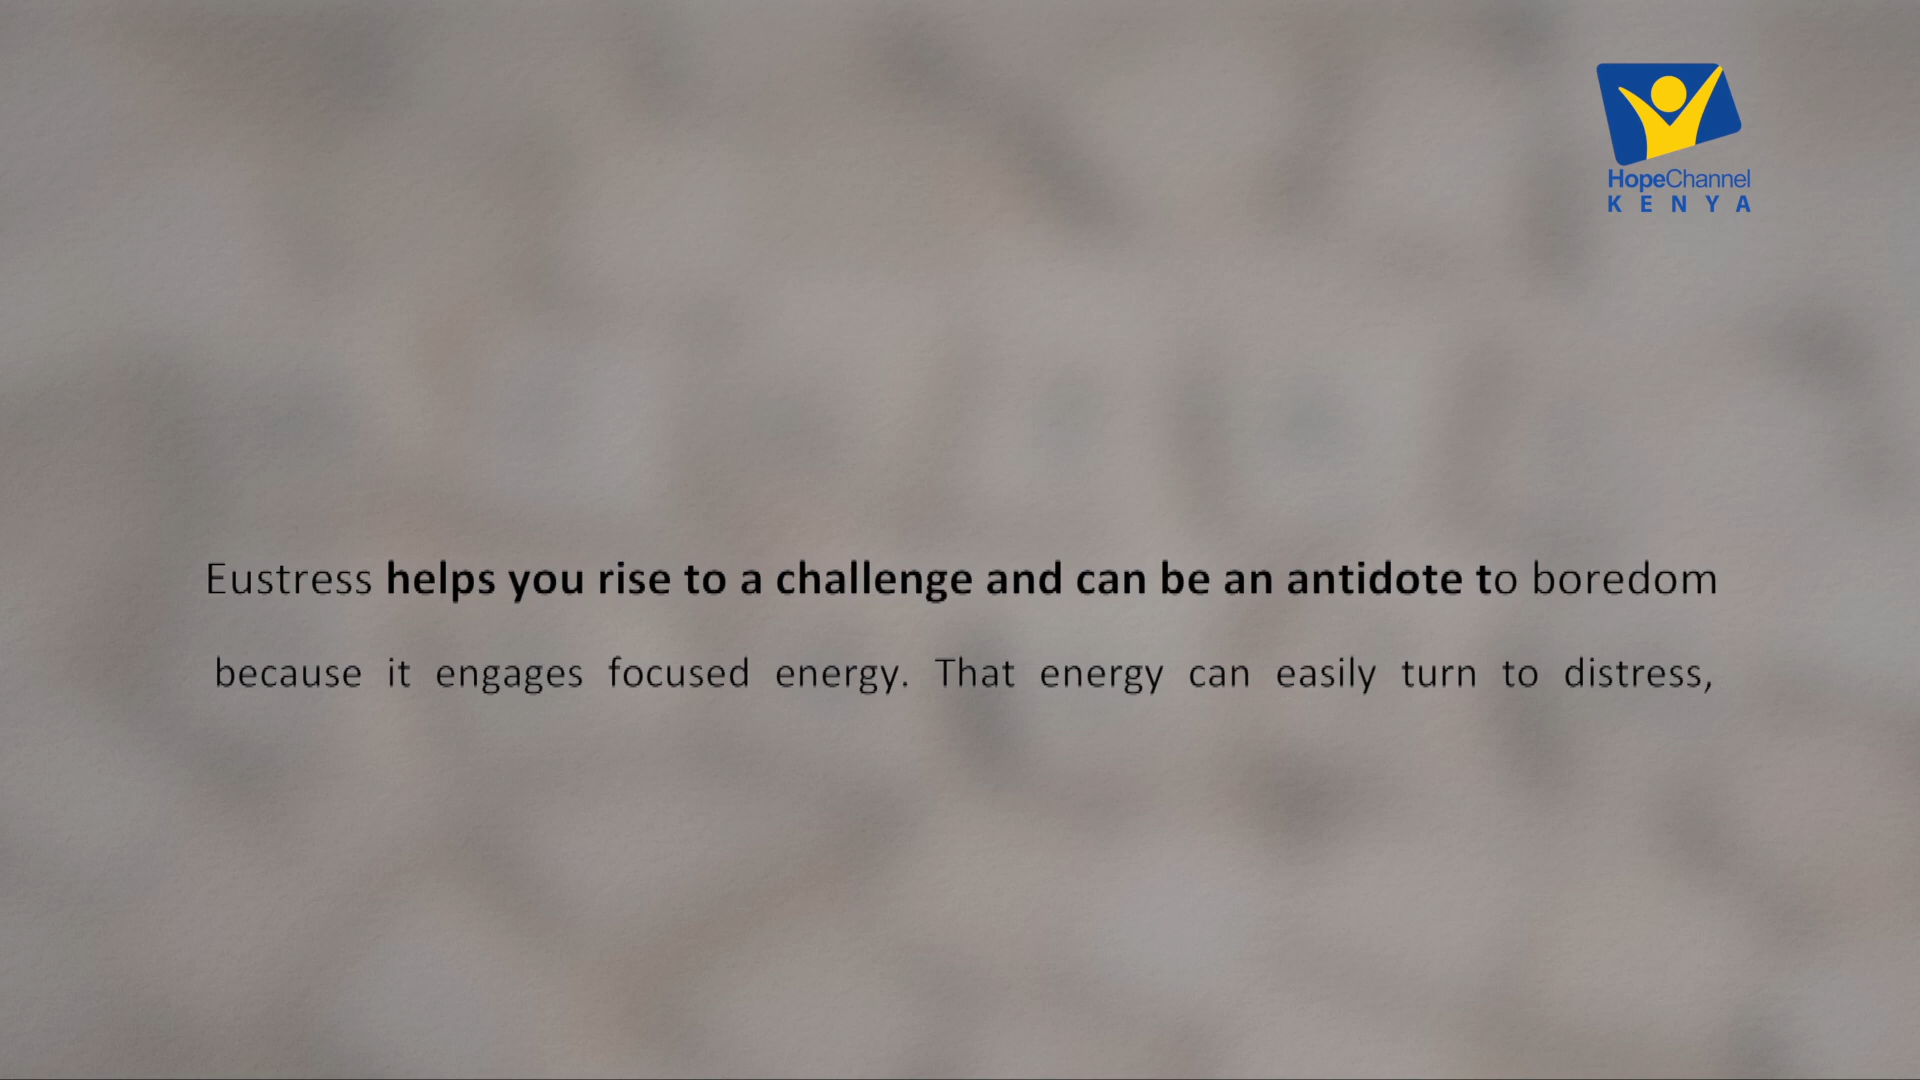 HopeChannel
KENYA
Eustress helps you rise to a challenge and can be an antidote to boredom
because it engages focused energy. That energy can easily turn to distress,